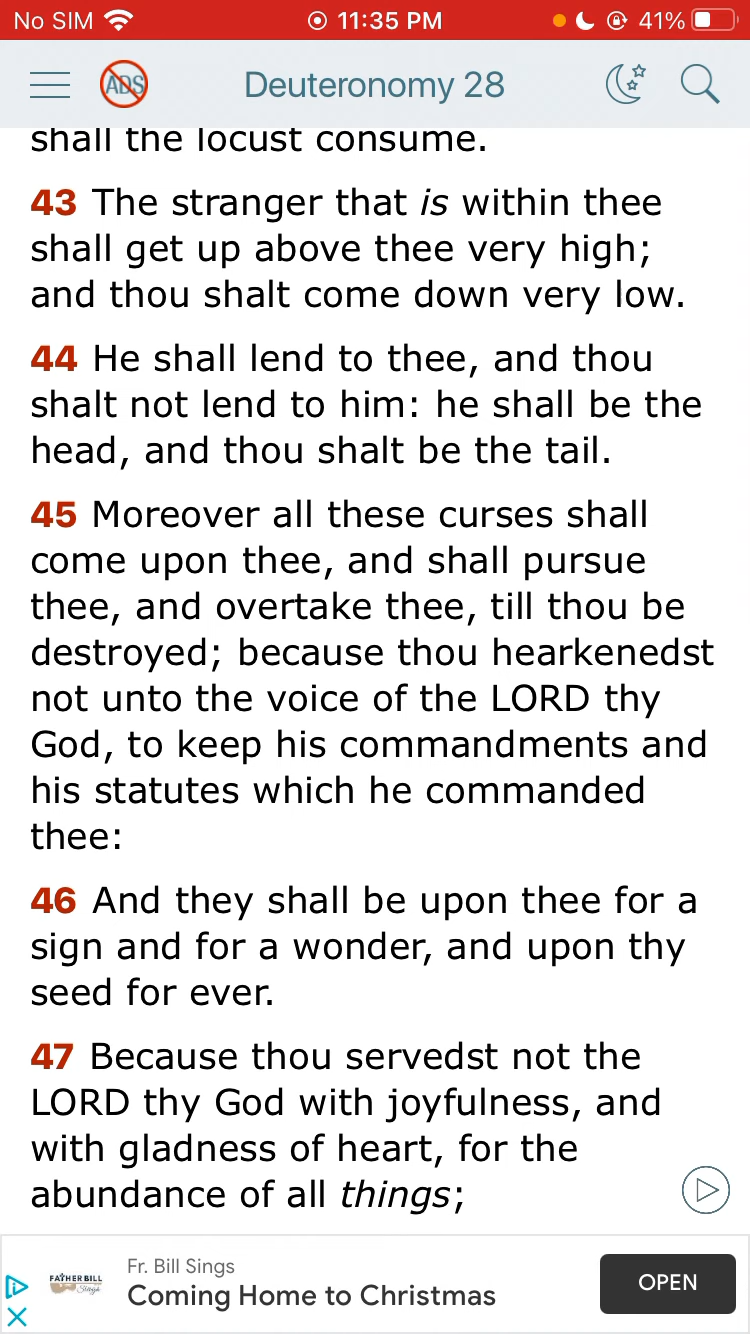 No SIM 11:35 PM 41%
ADS Deuteronomy 28
shall the locust consume.
43 The stranger that is within thee
shall get up above thee very high;
and thou shalt come down very low.
44 He shall lend to thee, and thou
shalt not lend to him: he shall be the
head, and thou shalt be the tail.
45 Moreover all these curses shall
come upon thee, and shall pursue
thee, and overtake thee, till thou be
destroyed; because thou hearkenedst
not unto the voice of the LORD thy
God, to keep his commandments and
his statutes which he commanded
thee:
46 And they shall be upon thee for a
sign and for a wonder, and upon thy
seed for ever.
47 Because thou servedst not the
LORD thy God with joyfulness, and
with gladness of heart, for the
abundance of all things;
FATHER BILL
Sings
Fr. Bill Sings
Coming Home to Christmas
OPEN